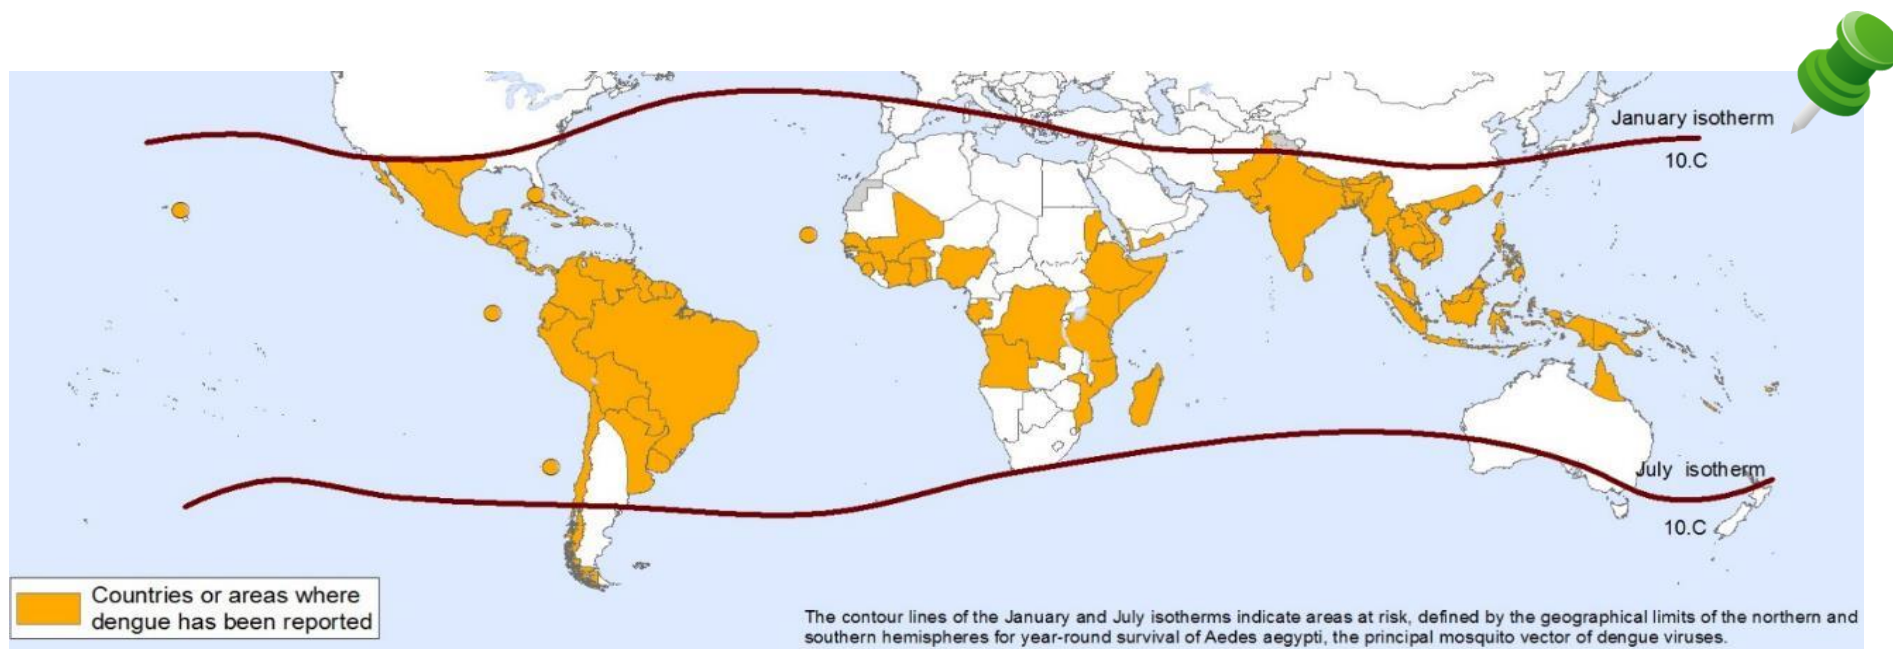 January isotherm
10.C
July isotherm
10.C
Countries or areas where
dengue has been reported
The contour lines of the January and July isotherms indicate areas at risk, defined by the geographical limits of the northern and
southern hemispheres for year-round survival of Aedes aegypti, the principal mosquito vector of dengue viruses.